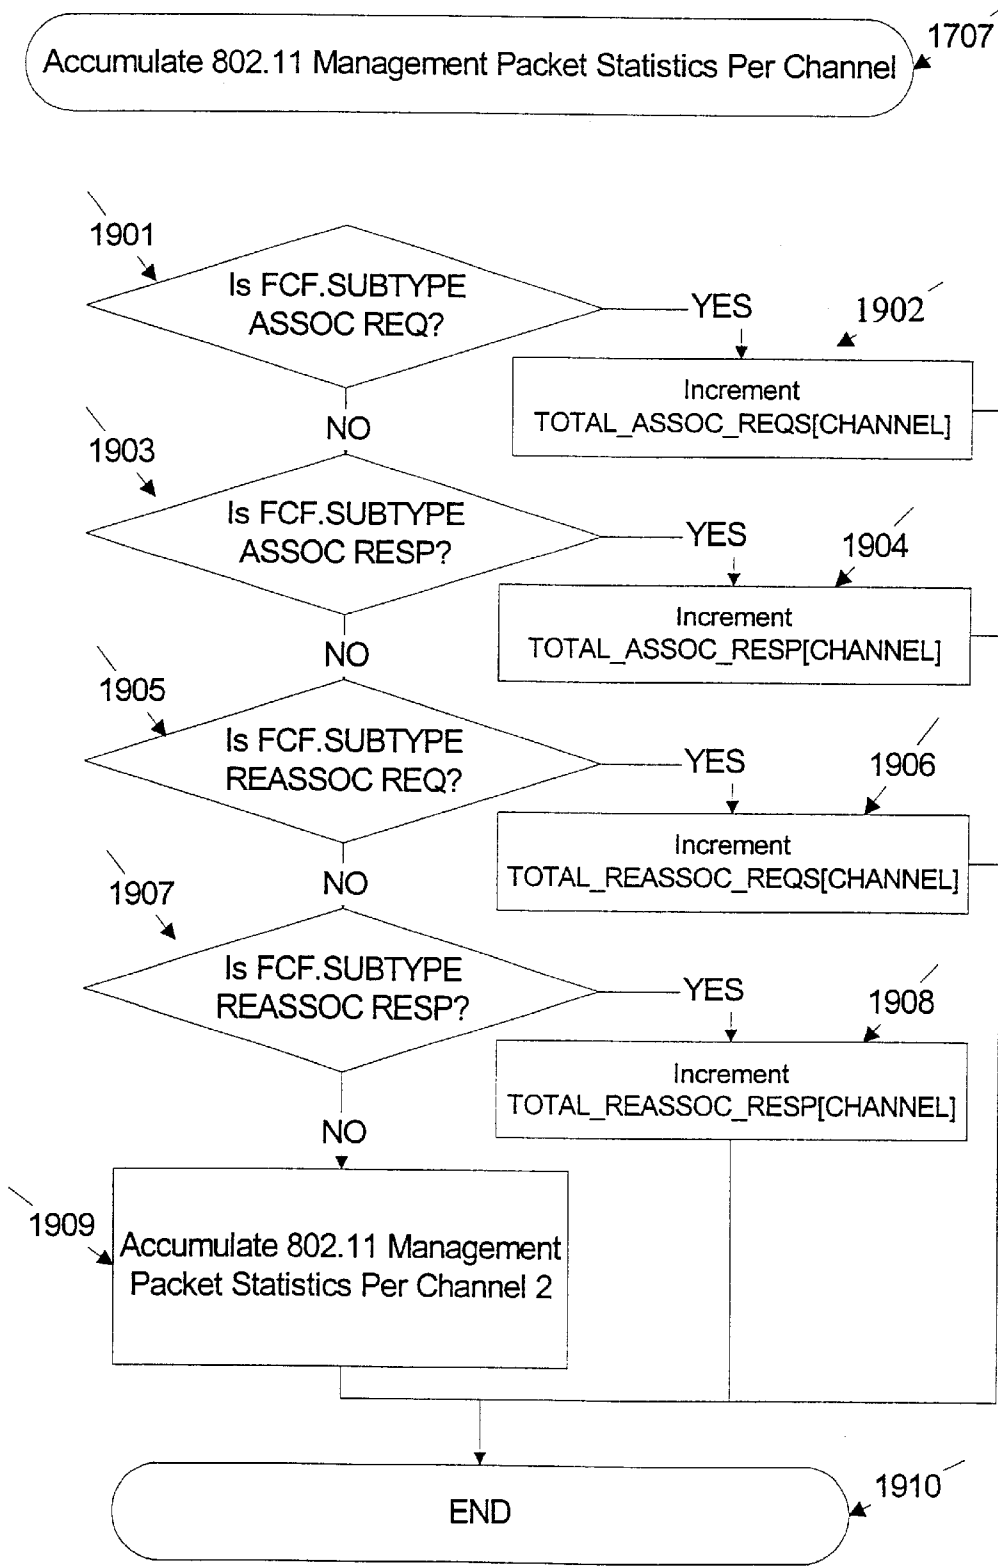 1707
Accumulate 802.11 Management Packet Statistics Per Channel
1901
Is FCF.SUBTYPE
ASSOC REQ?
YES
1902
Increment
TOTAL_ASSOC_REQS[CHANNEL]
NO
1903
Is FCF.SUBTYPE
ASSOC RESP?
YES
1904
Increment
TOTAL_ASSOC_RESP[CHANNEL]
NO
1905
Is FCF.SUBTYPE
REASSOC REQ?
YES
1906
Increment
TOTAL_REASSOC_REQS[CHANNEL]
NO
1907
Is FCF.SUBTYPE
REASSOC RESP?
YES
1908
Increment
TOTAL_REASSOC_RESP[CHANNEL]
NO
1909
Accumulate 802.11 Management
Packet Statistics Per Channel 2
1910
END